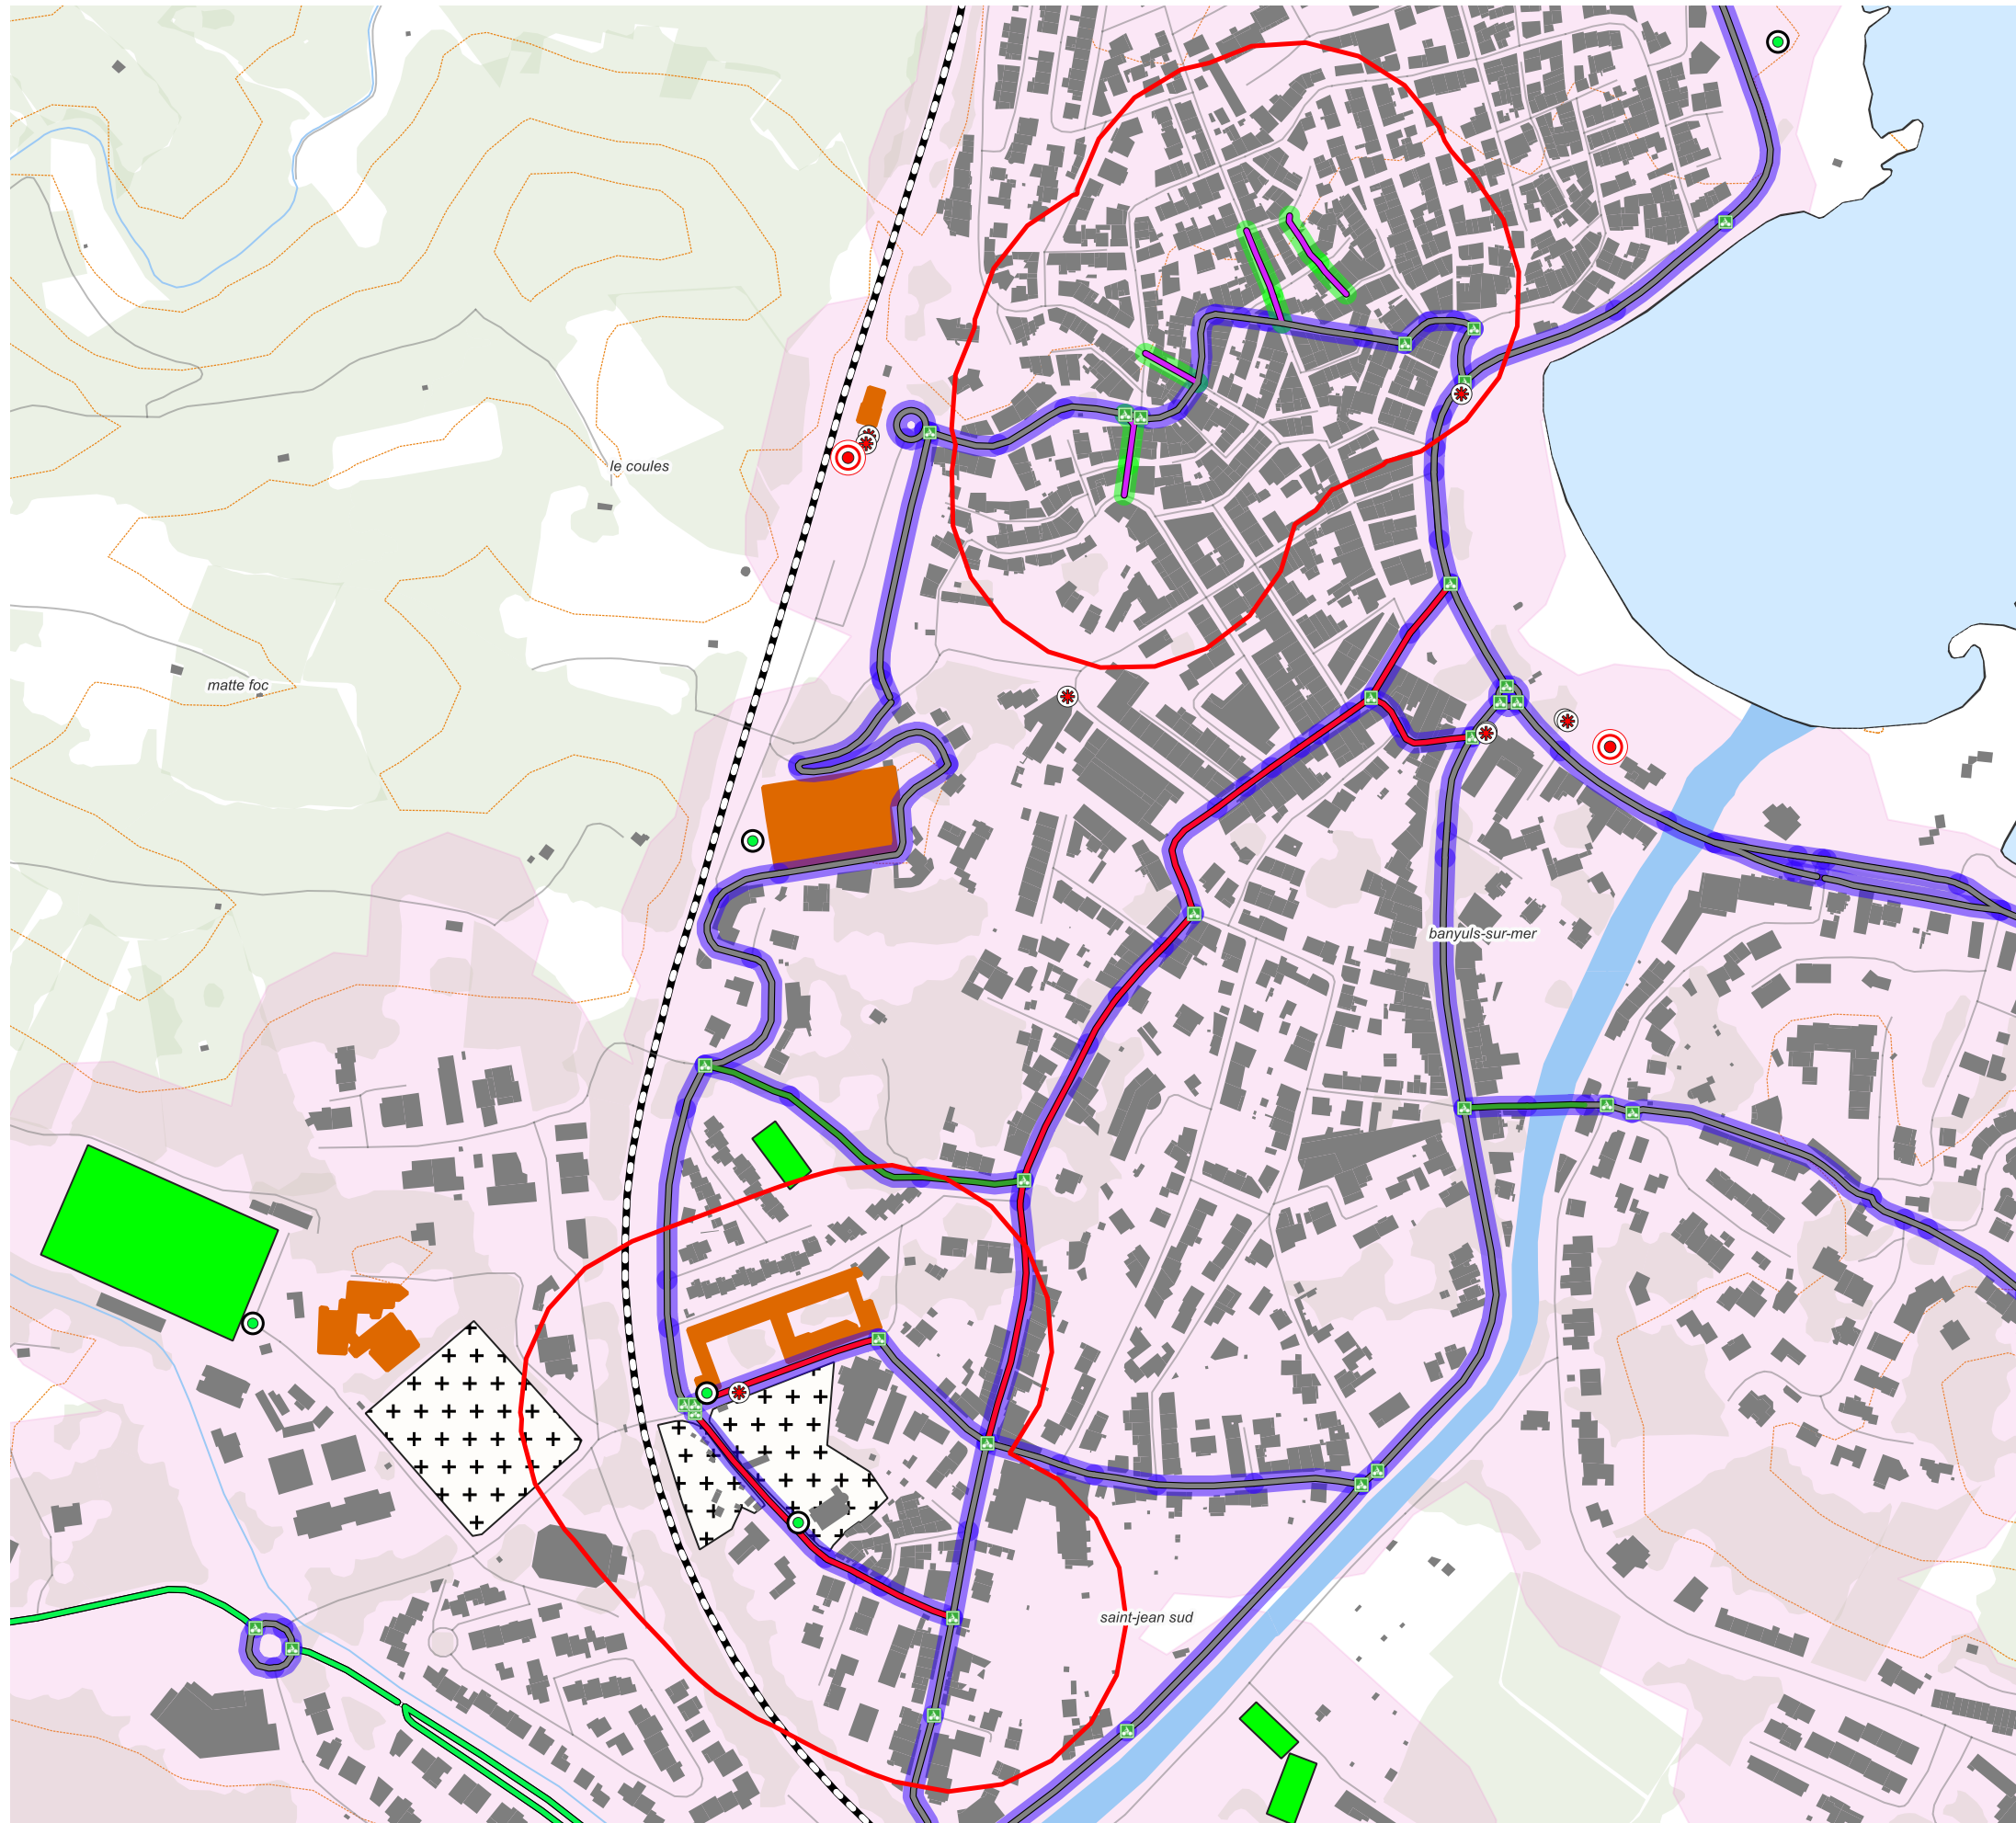 le coules
matte foc
banyuls-sur-mer
saint-jean sud